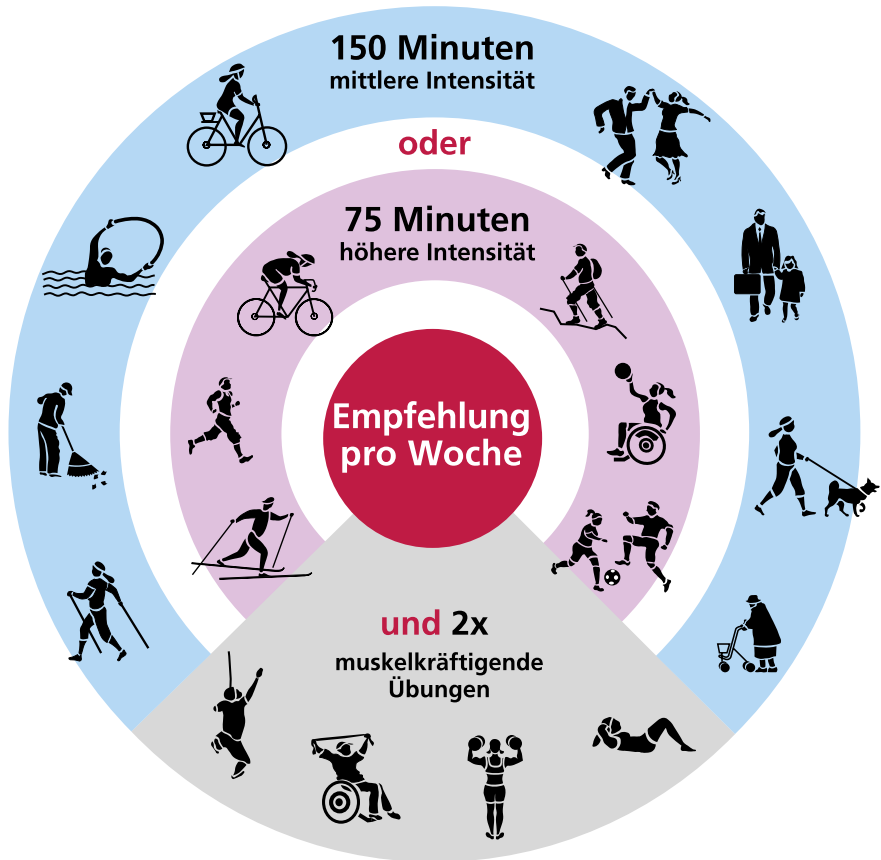 150 Minuten
mittlere Intensität
oder
75 Minuten
höhere Intensität
Empfehlung
pro Woche
und 2x
muskelkräftigende
Übungen